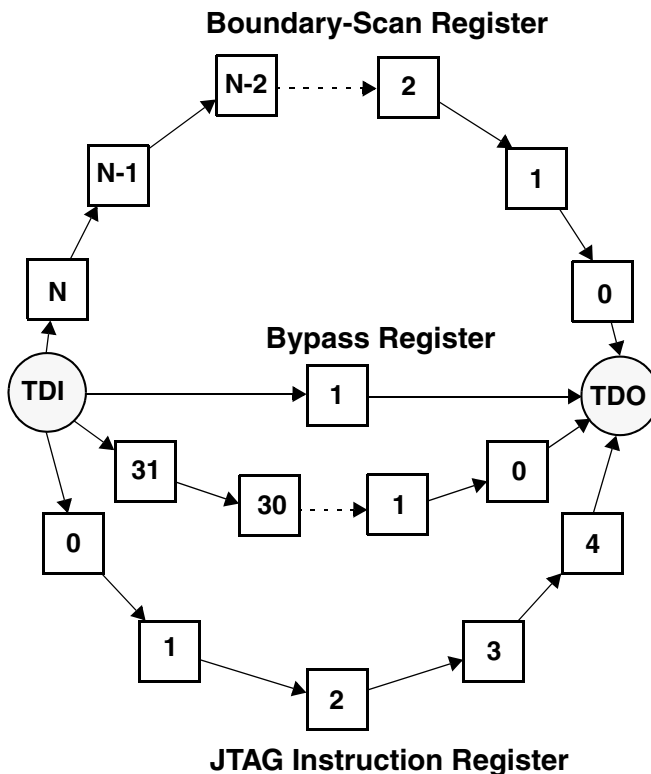 Boundary-Scan Register
N-2
2
N-1
1
N
0
Bypass Register
TDI
1
TDO
31
30
1
0
0
4
1
2
3
JTAG Instruction Register